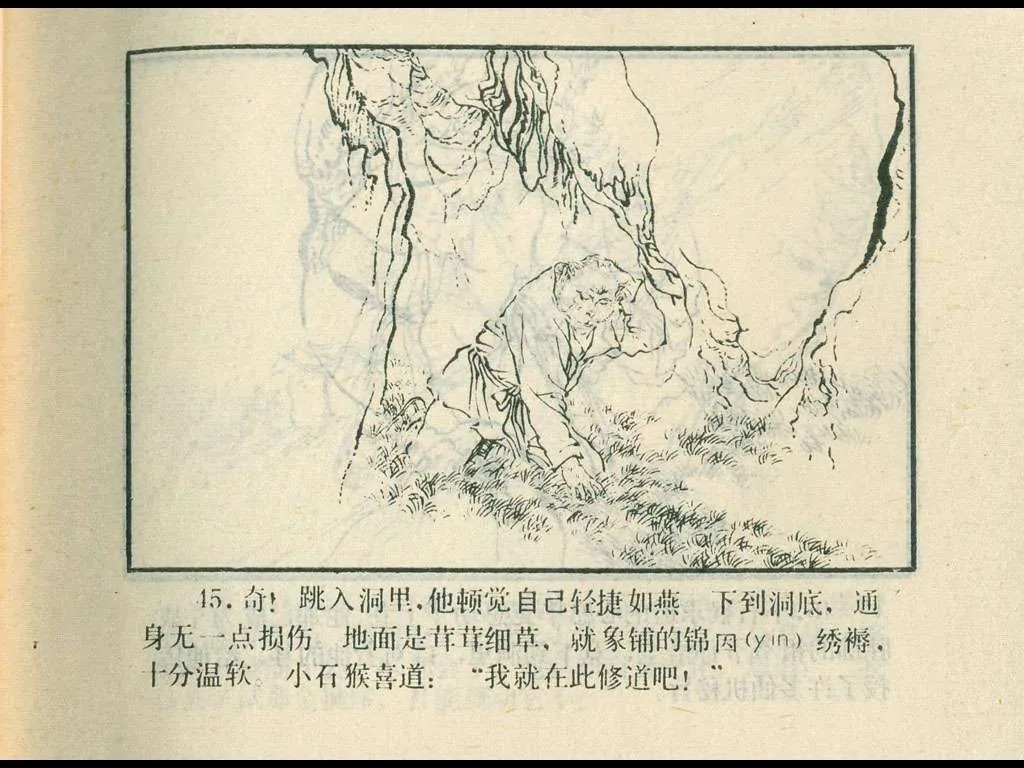 45.奇！ 跳入洞里，他顿觉自己轻捷如燕 下到洞底，通
身无一点损伤 地面是茸茸细草，就象铺的锦茵(yīn)绣褥，
十分温软。小石猴喜道：“我就在此修道吧！”